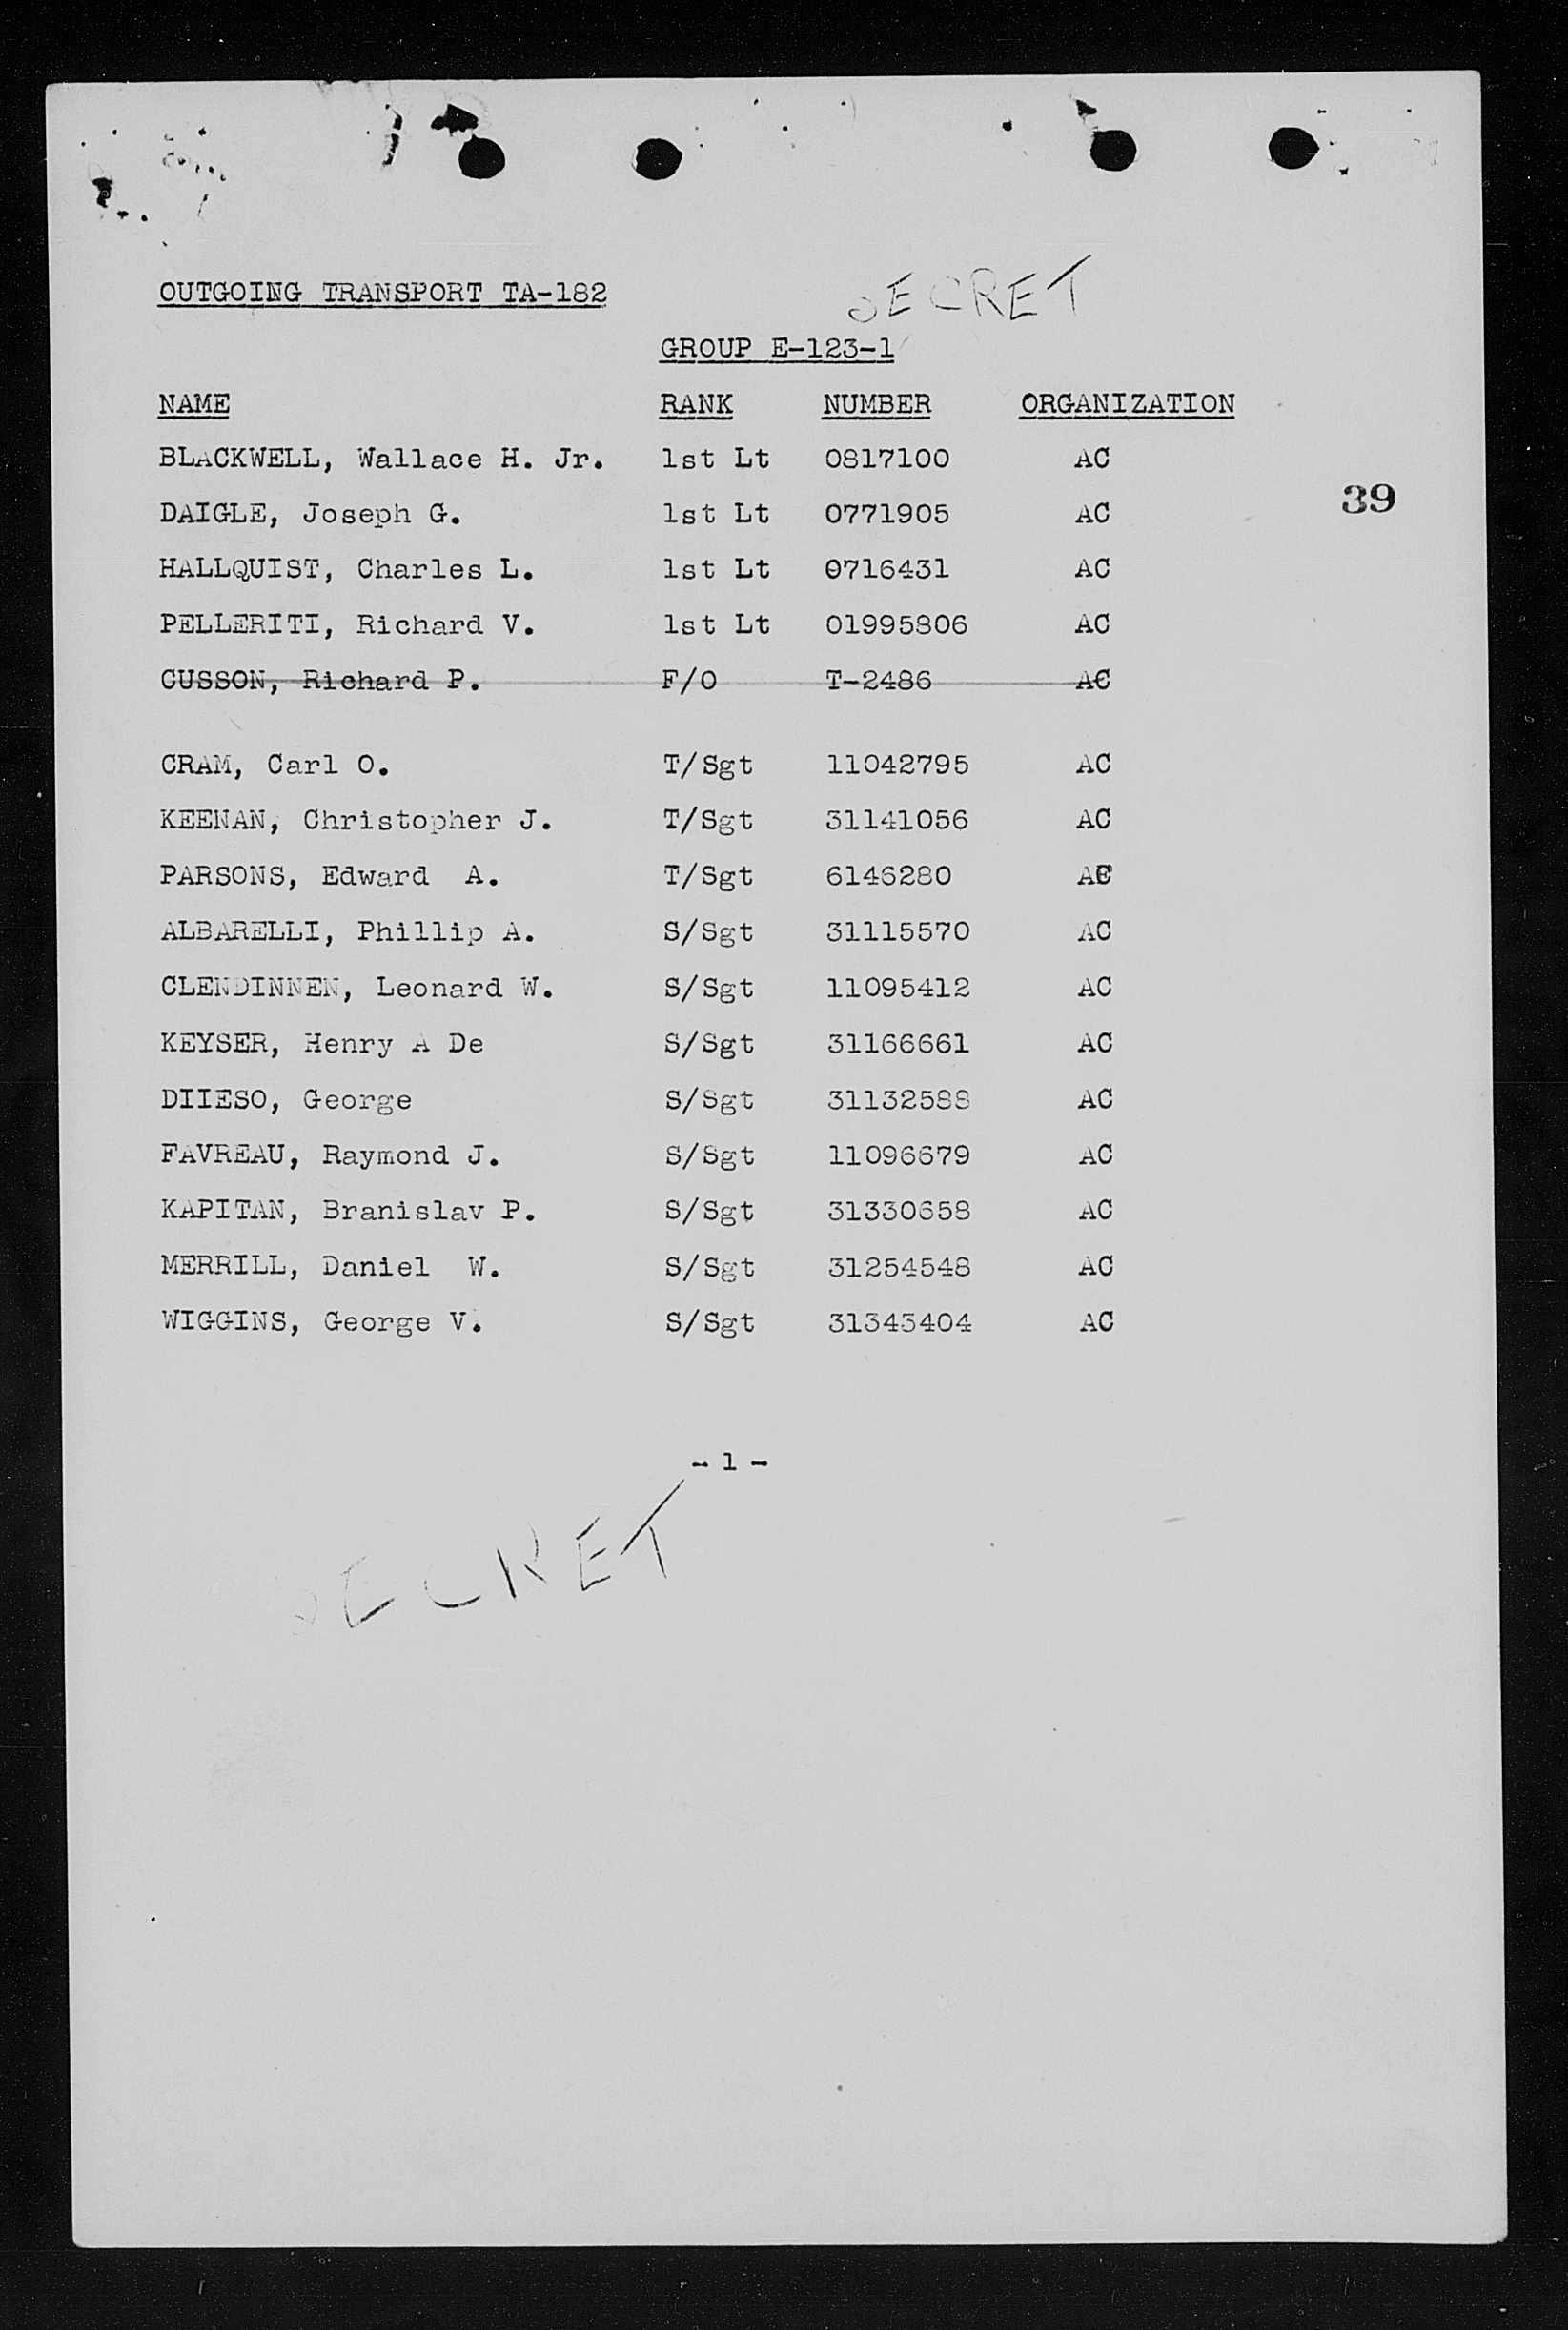 OUTGOING TRANSPORT TA-182
SECRET
GROUP E-123-1
NAME RANK NUMBER ORGANIZATION
BLACKWELL, Wallace H. Jr. 1st Lt 0817100 AC
39
DAIGLE, Joseph G. 1st Lt 0771905 AC
HALLQUIST, Charles L. 1st Lt 0716431 AC
PELLERITI, Richard V. 1st Lt 01995806 AC
CUSSON, Richard P. F/O T-2486 AC
CRAM, Carl O. T/Sgt 11042795 AC
KEENAN, Christopher J. T/Sgt 31141056 AC
PARSONS, Edward A. T/Sgt 6146280 AC
ALBARELLI, Phillip A. S/Sgt 31115570 AC
CLENDINNEN, Leonard W. S/Sgt 11095412 AC
KEYSER, Henry A De S/Sgt 31166661 AC
DIIESO, George S/Sgt 31132588 AC
FAVREAU, Raymond J. S/Sgt 11096679 AC
KAPITAN, Branislav P. S/Sgt 31330658 AC
MERRILL, Daniel W. S/Sgt 31254548 AC
WIGGINS, George V. S/Sgt 31343404 AC
- 1 -
SECRET